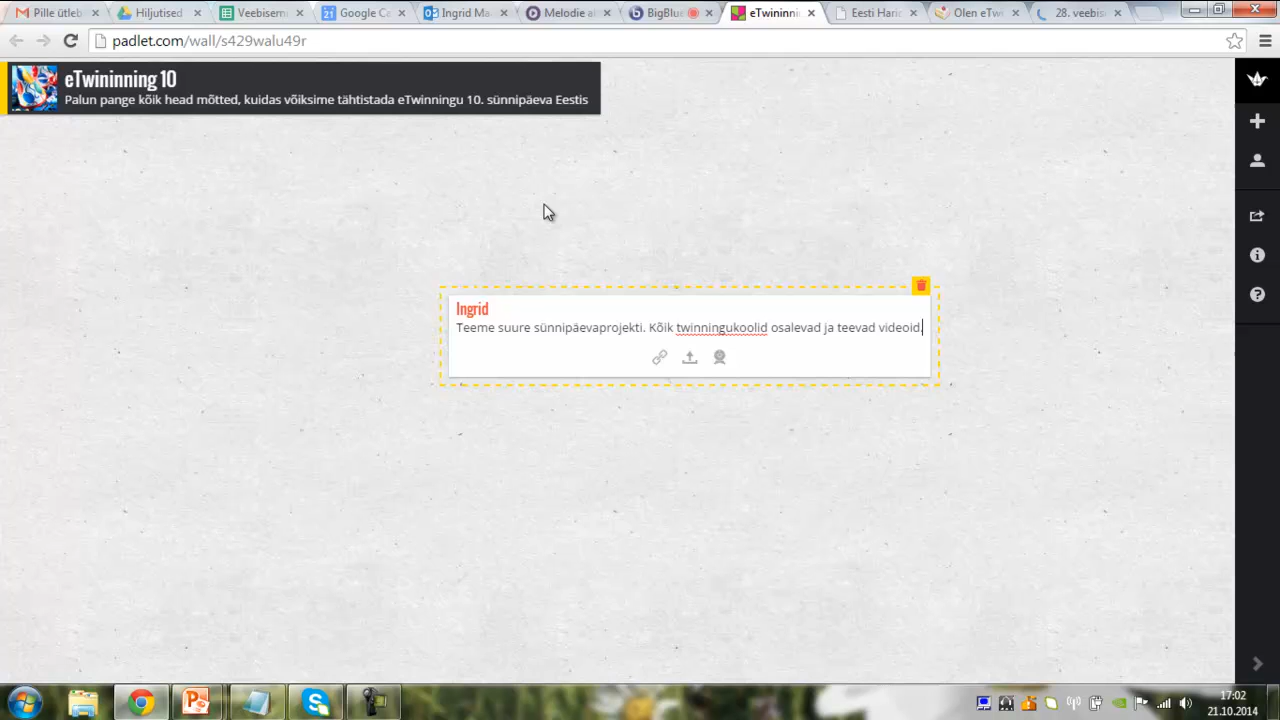 Pille ütleb
Hiljutised
Veebisem
Google Ca
Ingrid Ma
Melodie al
BigBlue
eTwininni
Eesti Hari
Olen eTw
28. veebis
padlet.com/wall/s429walu49r
eTwininning 10
Palun pange kõik head mõtted, kuidas võiksime tähtistada eTwinningu 10. sünnipäeva Eestis
Ingrid
Teeme suure sünnipäevaprojekti. Kõik twinningukoolid osalevad ja teevad videoid.
17:02
21.10.2014